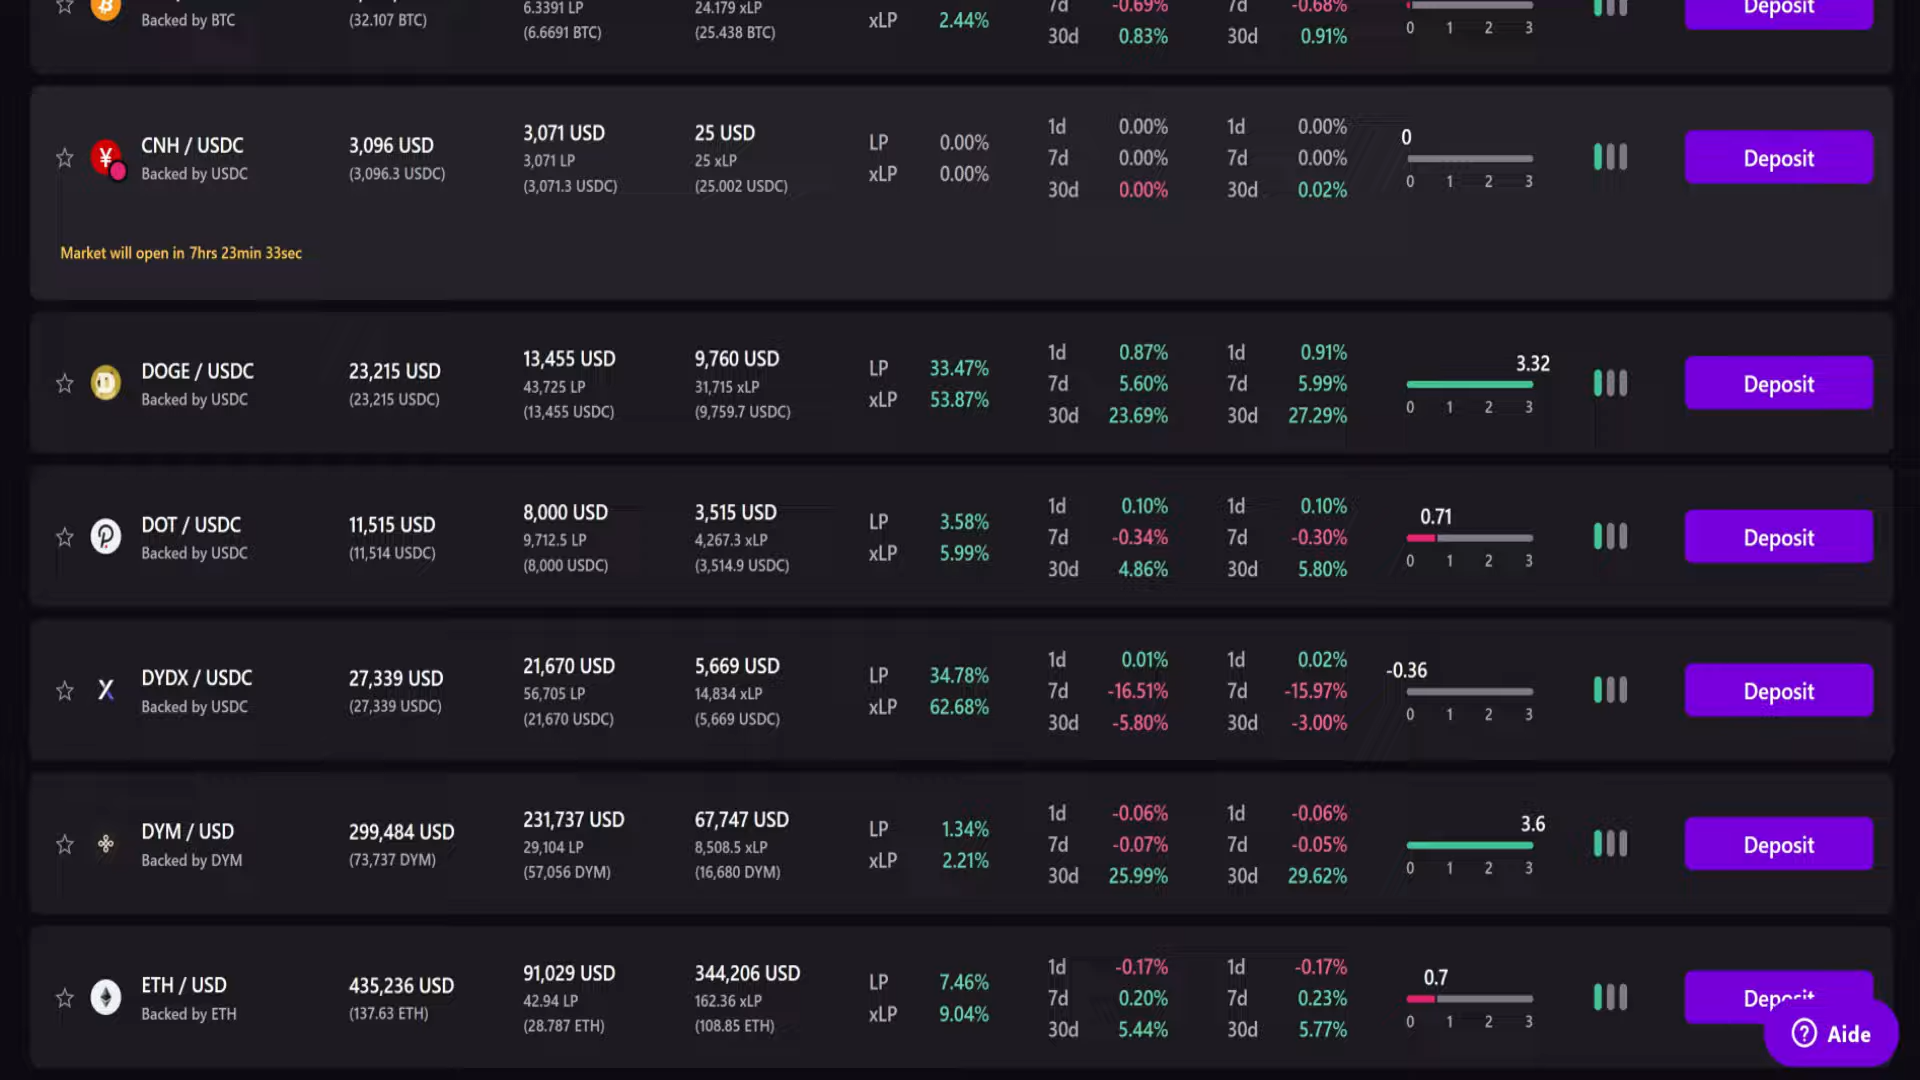 6.3391 LP 24.179 xLP 7d -0.69% 7d -0.68% Deposit
Backed by BTC (32.107 BTC) (6.6691 BTC) (25.438 BTC) xLP 2.44% 30d 0.83% 30d 0.91% 0 1 2 3
CNH / USDC 3,096 USD 3,071 USD 25 USD LP 0.00% 1d 0.00% 1d 0.00% 0
Backed by USDC (3,096.3 USDC) 3,071 LP 25 xLP xLP 0.00% 7d 0.00% 7d 0.00% Deposit
(3,071.3 USDC) (25.002 USDC) 30d 0.00% 30d 0.02% 0 1 2 3
Market will open in 7hrs 23min 33sec
DOGE / USDC 23,215 USD 13,455 USD 9,760 USD LP 33.47% 1d 0.87% 1d 0.91% 3.32
Backed by USDC (23,215 USDC) 43,725 LP 31,715 xLP xLP 53.87% 7d 5.60% 7d 5.99% Deposit
(13,455 USDC) (9,759.7 USDC) 30d 23.69% 30d 27.29% 0 1 2 3
DOT / USDC 11,515 USD 8,000 USD 3,515 USD LP 3.58% 1d 0.10% 1d 0.10% 0.71
Backed by USDC (11,514 USDC) 9,712.5 LP 4,267.3 xLP xLP 5.99% 7d -0.34% 7d -0.30% Deposit
(8,000 USDC) (3,514.9 USDC) 30d 4.86% 30d 5.80% 0 1 2 3
DYDX / USDC 27,339 USD 21,670 USD 5,669 USD LP 34.78% 1d 0.01% 1d 0.02% -0.36
Backed by USDC (27,339 USDC) 56,705 LP 14,834 xLP xLP 62.68% 7d -16.51% 7d -15.97% Deposit
(21,670 USDC) (5,669 USDC) 30d -5.80% 30d -3.00% 0 1 2 3
DYM / USD 299,484 USD 231,737 USD 67,747 USD LP 1.34% 1d -0.06% 1d -0.06% 3.6
Backed by DYM (73,737 DYM) 29,104 LP 8,508.5 xLP xLP 2.21% 7d -0.07% 7d -0.05% Deposit
(57,056 DYM) (16,680 DYM) 30d 25.99% 30d 29.62% 0 1 2 3
ETH / USD 435,236 USD 91,029 USD 344,206 USD LP 7.46% 1d -0.17% 1d -0.17% 0.7
Backed by ETH (137.63 ETH) 42.94 LP 162.36 xLP xLP 9.04% 7d 0.20% 7d 0.23% Deposit
(28.787 ETH) (108.85 ETH) 30d 5.44% 30d 5.77% 0 1 2 3
Aide